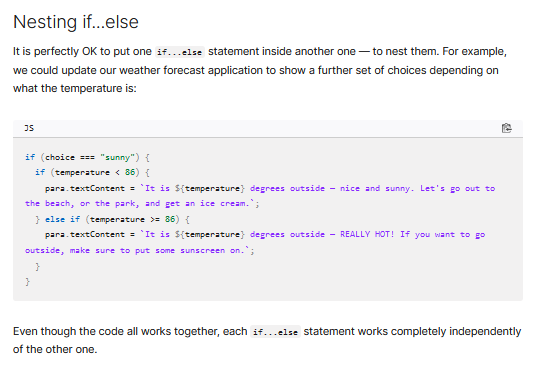 Nesting if...else
It is perfectly OK to put one if...else statement inside another one — to nest them. For example,
we could update our weather forecast application to show a further set of choices depending on
what the temperature is:
JS
if (choice === "sunny") {
  if (temperature < 86) {
    para.textContent = `It is ${temperature} degrees outside — nice and sunny. Let's go out to
the beach, or the park, and get an ice cream.`;
  } else if (temperature >= 86) {
    para.textContent = `It is ${temperature} degrees outside — REALLY HOT! If you want to go
outside, make sure to put some sunscreen on.`;
  }
}
Even though the code all works together, each if...else statement works completely independently
of the other one.